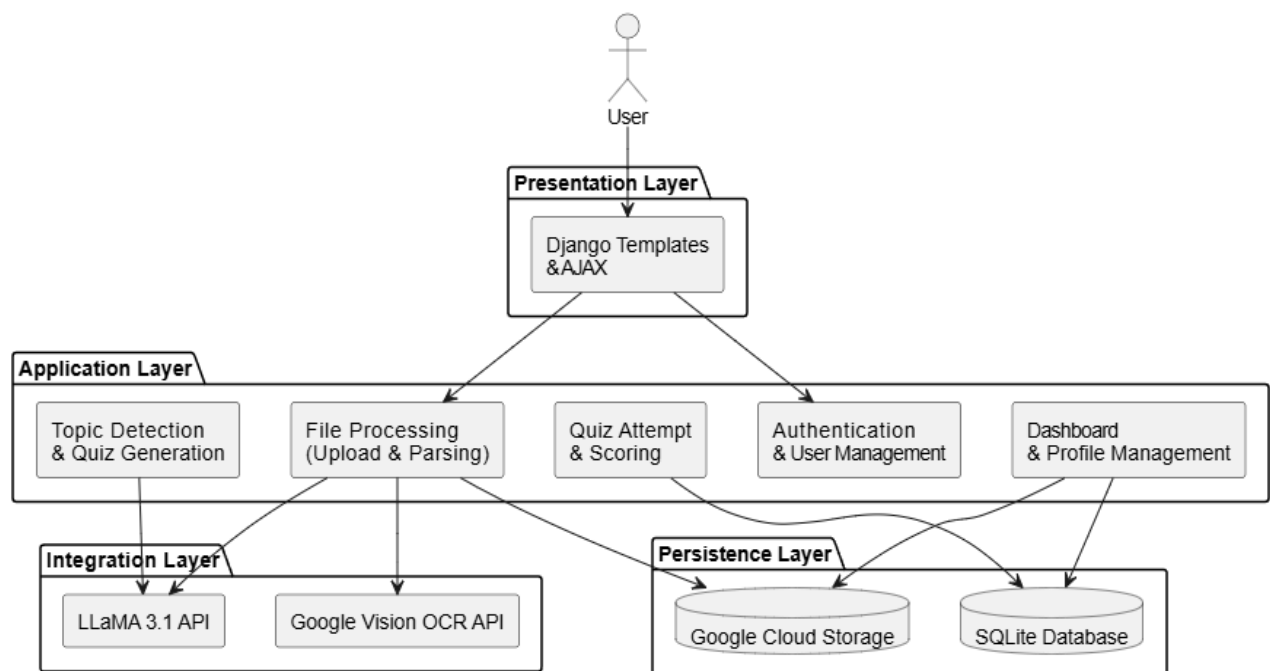 User
Presentation Layer
Django Templates
&AJAX
Application Layer
Topic Detection
& Quiz Generation
File Processing
(Upload & Parsing)
Quiz Attempt
& Scoring
Authentication
& User Management
Dashboard
& Profile Management
Integration Layer
LLaMA 3.1 API
Google Vision OCR API
Persistence Layer
Google Cloud Storage
SQLite Database